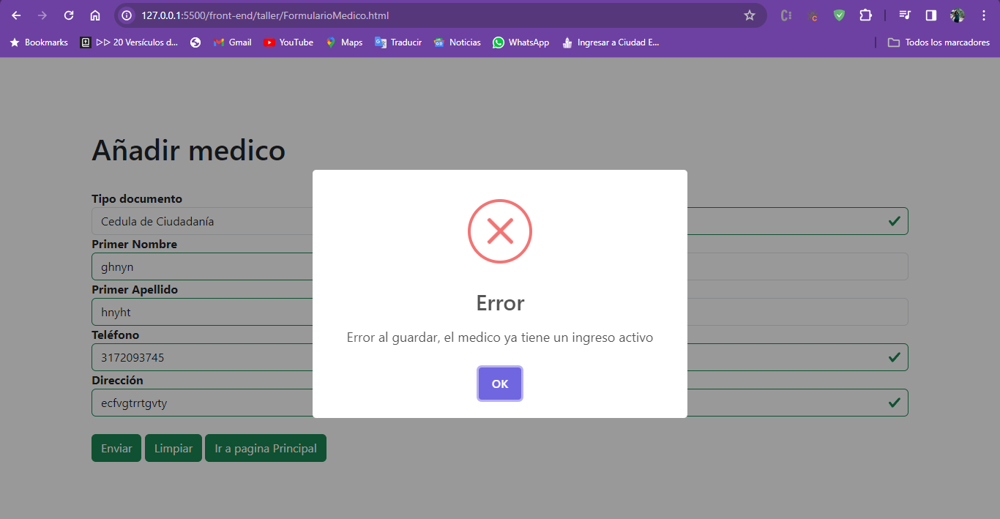 127.0.0.1:5500/front-end/taller/FormularioMedico.html
Bookmarks ▷▷ 20 Versículos d... Gmail YouTube Maps Traducir Noticias WhatsApp Ingresar a Ciudad E... Todos los marcadores
Añadir medico
Tipo documento
Cedula de Ciudadanía
Primer Nombre
ghnyn
Primer Apellido
hnyht
Teléfono
3172093745
Dirección
ecfvgtrrtgvty
Enviar Limpiar Ir a pagina Principal
Error
Error al guardar, el medico ya tiene un ingreso activo
OK